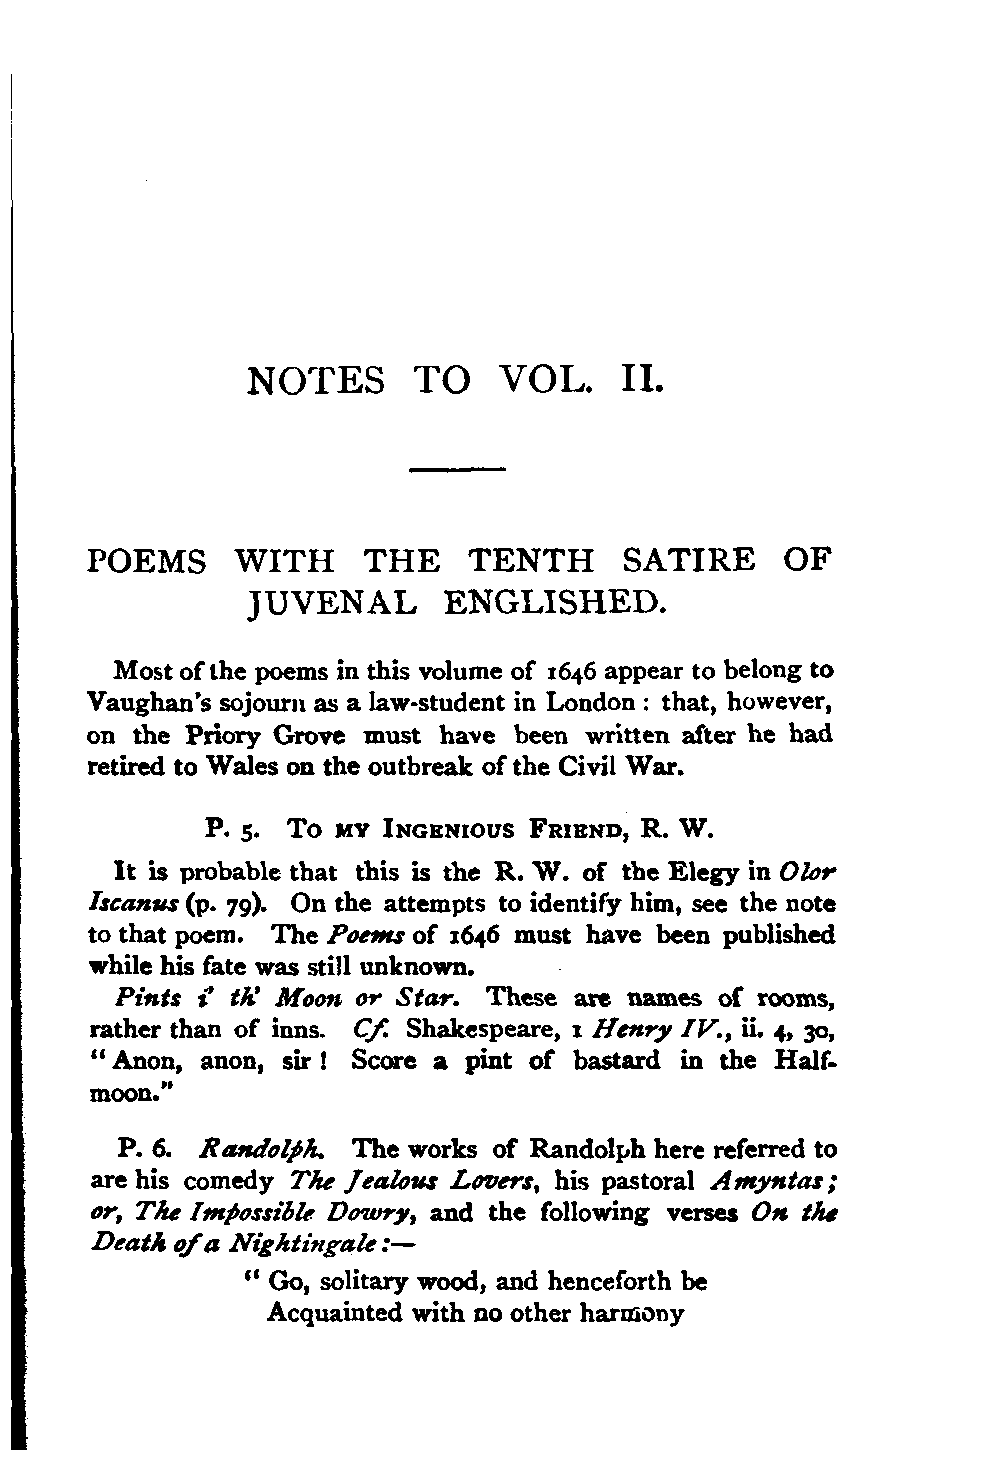 NOTES TO VOL. II.
POEMS WITH THE TENTH SATIRE OF
JUVENAL ENGLISHED.
Most of the poems in this volume of 1646 appear to belong to
Vaughan's sojourn as a law-student in London : that, however,
on the Priory Grove must have been written after he had
retired to Wales on the outbreak of the Civil War.
P. 5. To my Ingenious Friend, R. W.
It is probable that this is the R. W. of the Elegy in Olor
Iscanus (p. 79). On the attempts to identify him, see the note
to that poem. The Poems of 1646 must have been published
while his fate was still unknown.
Pints i' th' Moon or Star. These are names of rooms,
rather than of inns. Cf. Shakespeare, 1 Henry IV., ii. 4, 30,
“Anon, anon, sir ! Score a pint of bastard in the Half-
moon.”
P. 6. Randolph. The works of Randolph here referred to
are his comedy The Jealous Lovers, his pastoral Amyntas;
or, The Impossible Dowry, and the following verses On the
Death of a Nightingale :—
“ Go, solitary wood, and henceforth be
Acquainted with no other harmony